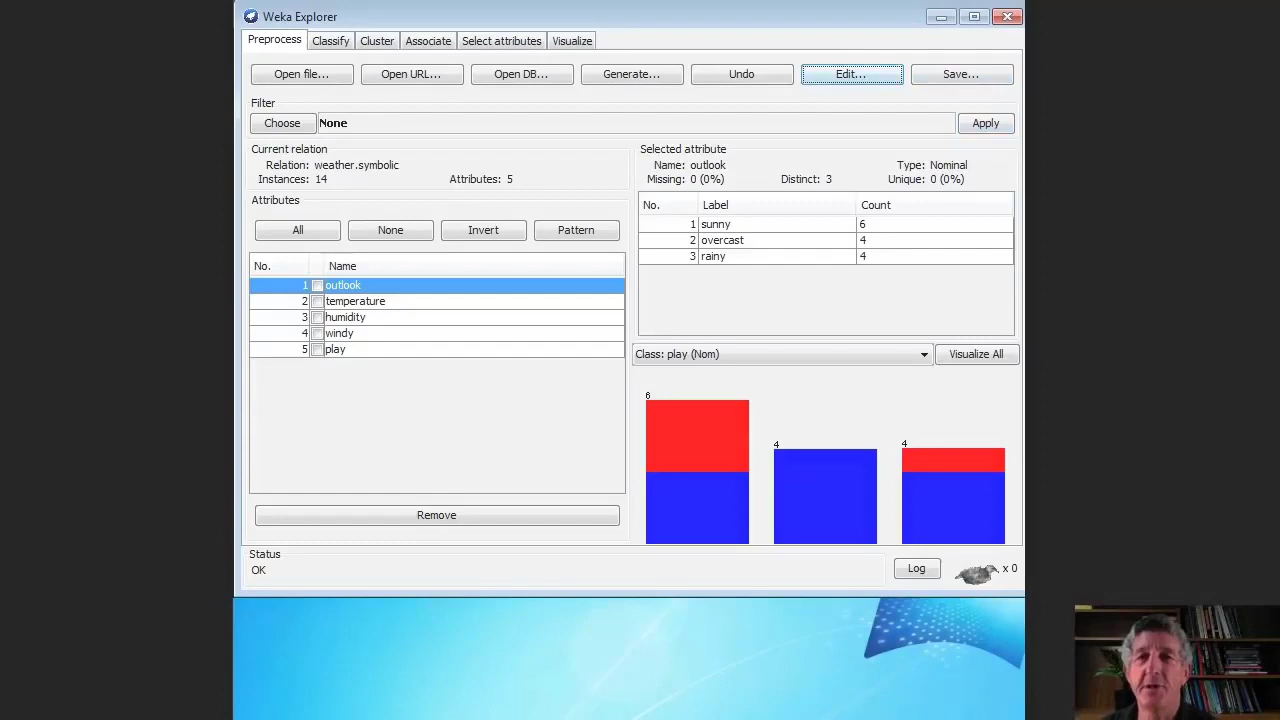 Weka Explorer
Preprocess Classify Cluster Associate Select attributes Visualize
Open file... Open URL... Open DB... Generate... Undo Edit... Save...
Filter
Choose None Apply
Current relation
Relation: weather.symbolic
Instances: 14 Attributes: 5
Attributes
All None Invert Pattern
No. Name
1 outlook
2 temperature
3 humidity
4 windy
5 play
Remove
Selected attribute
Name: outlook Type: Nominal
Missing: 0 (0%) Distinct: 3 Unique: 0 (0%)
No. Label Count
1 sunny 6
2 overcast 4
3 rainy 4
Class: play (Nom) Visualize All
6 4 4
Status
OK Log x 0